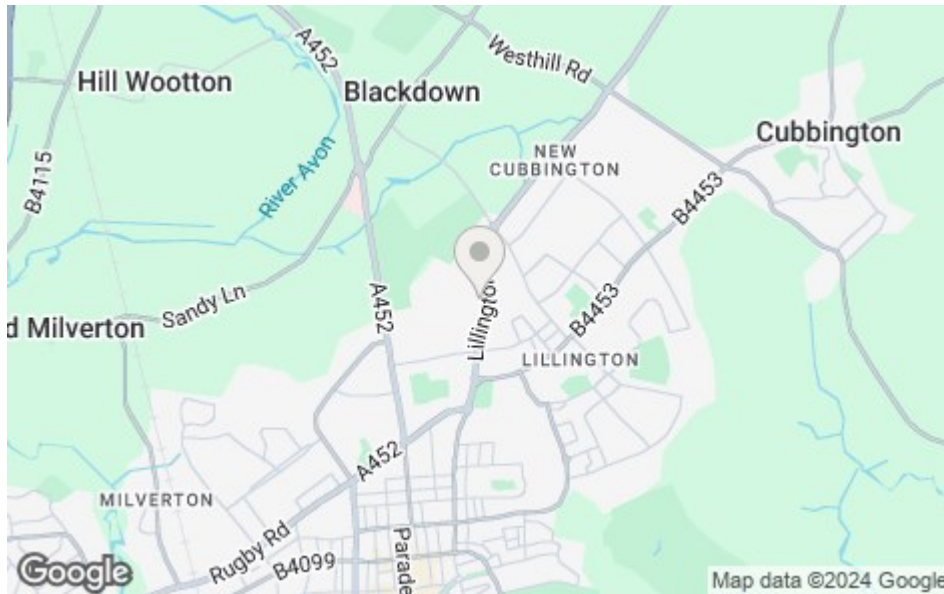 A452
Westhill Rd
Hill Wootton
Blackdown
Cubbington
NEW
CUBBINGTON
B4115
River Avon
B4453
Sandy Ln
A452
Lillington
B4453
d Milverton
LILLINGTON
A452
MILVERTON
Rugby Rd
Parade
B4099
Google
Map data ©2024 Google